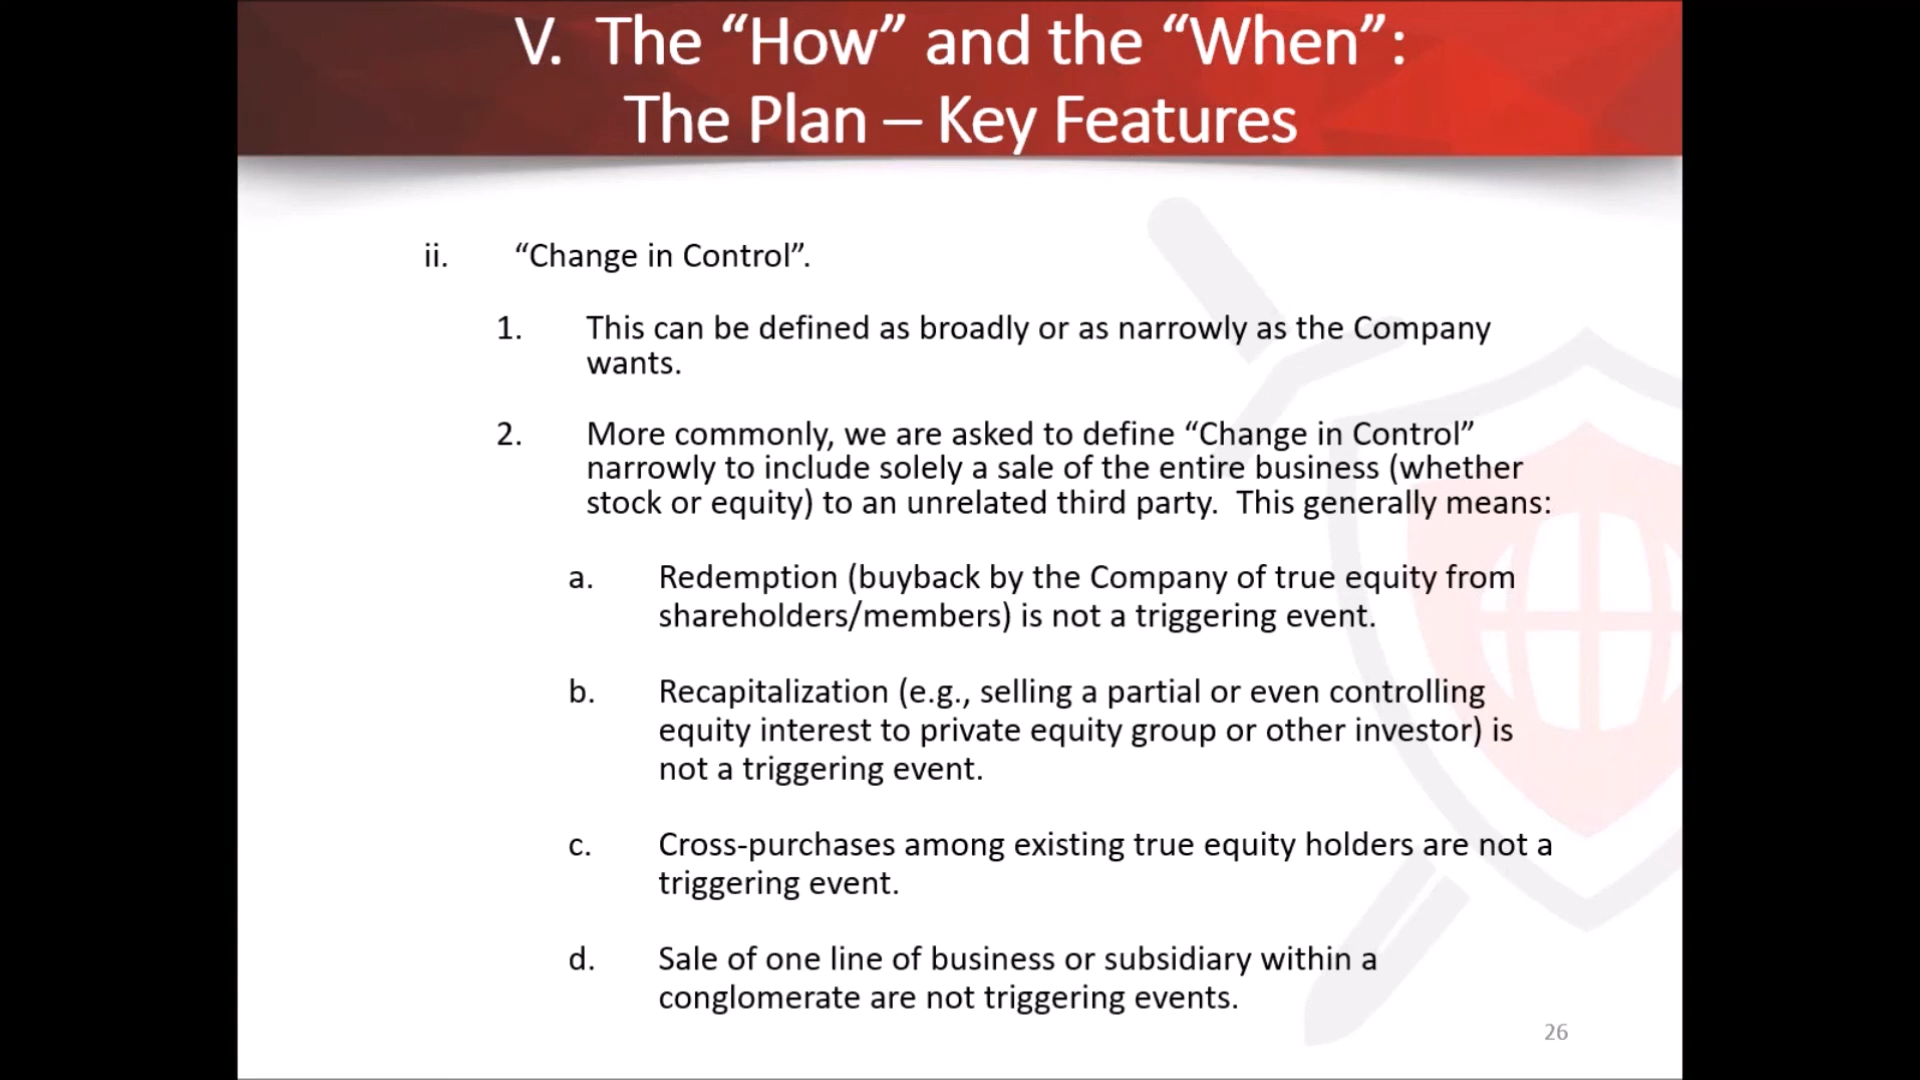 V. The “How” and the “When”:
The Plan – Key Features
ii. “Change in Control”.
1. This can be defined as broadly or as narrowly as the Company
wants.
2. More commonly, we are asked to define “Change in Control”
narrowly to include solely a sale of the entire business (whether
stock or equity) to an unrelated third party. This generally means:
a. Redemption (buyback by the Company of true equity from
shareholders/members) is not a triggering event.
b. Recapitalization (e.g., selling a partial or even controlling
equity interest to private equity group or other investor) is
not a triggering event.
c. Cross-purchases among existing true equity holders are not a
triggering event.
d. Sale of one line of business or subsidiary within a
conglomerate are not triggering events.
26